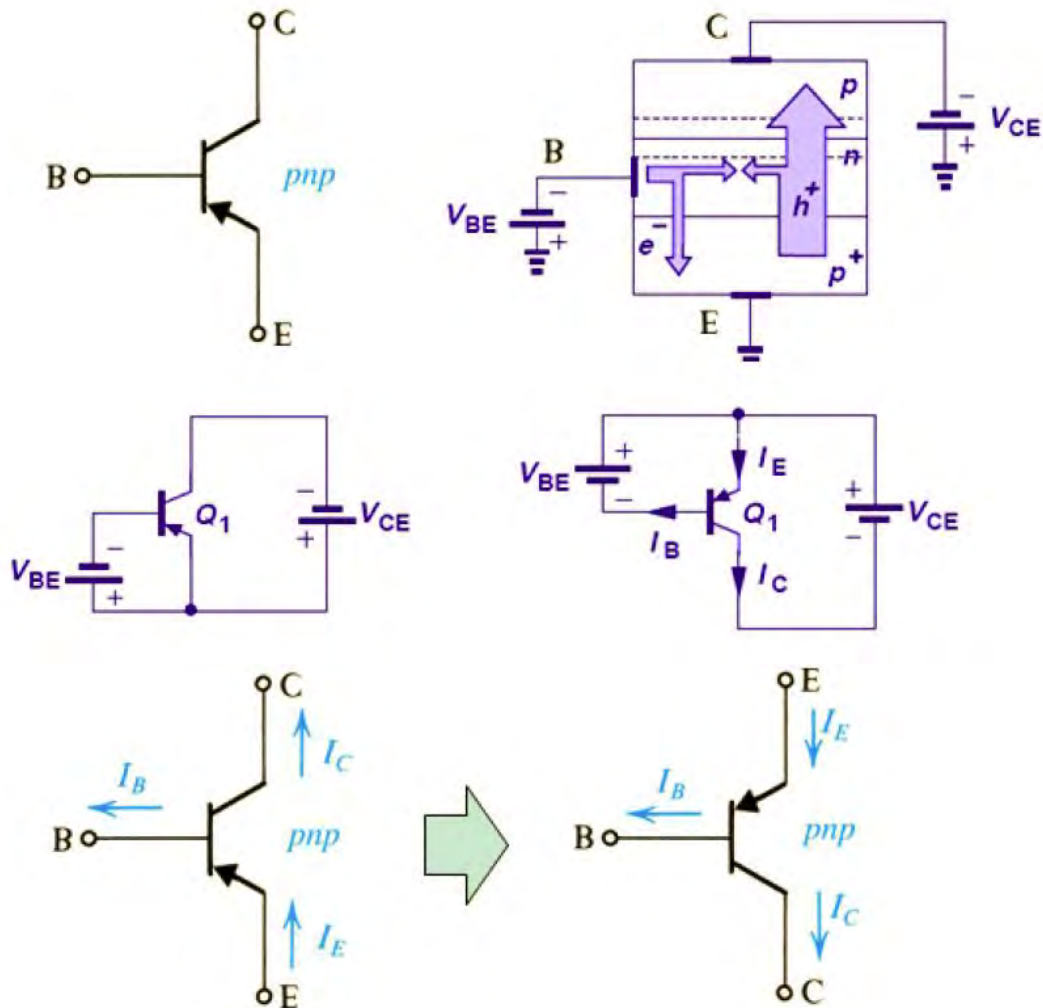 C
B
pnp
E
C
p
−
V_CE
+
B
n
−
V_BE
+
h+
e−
p+
E
Q1
−
V_CE
+
−
V_BE
+
+
V_BE
−
I_E
Q1
I_B
I_C
+
V_CE
−
C
I_C
I_B
B
pnp
I_E
E
E
I_E
I_B
B
pnp
I_C
C